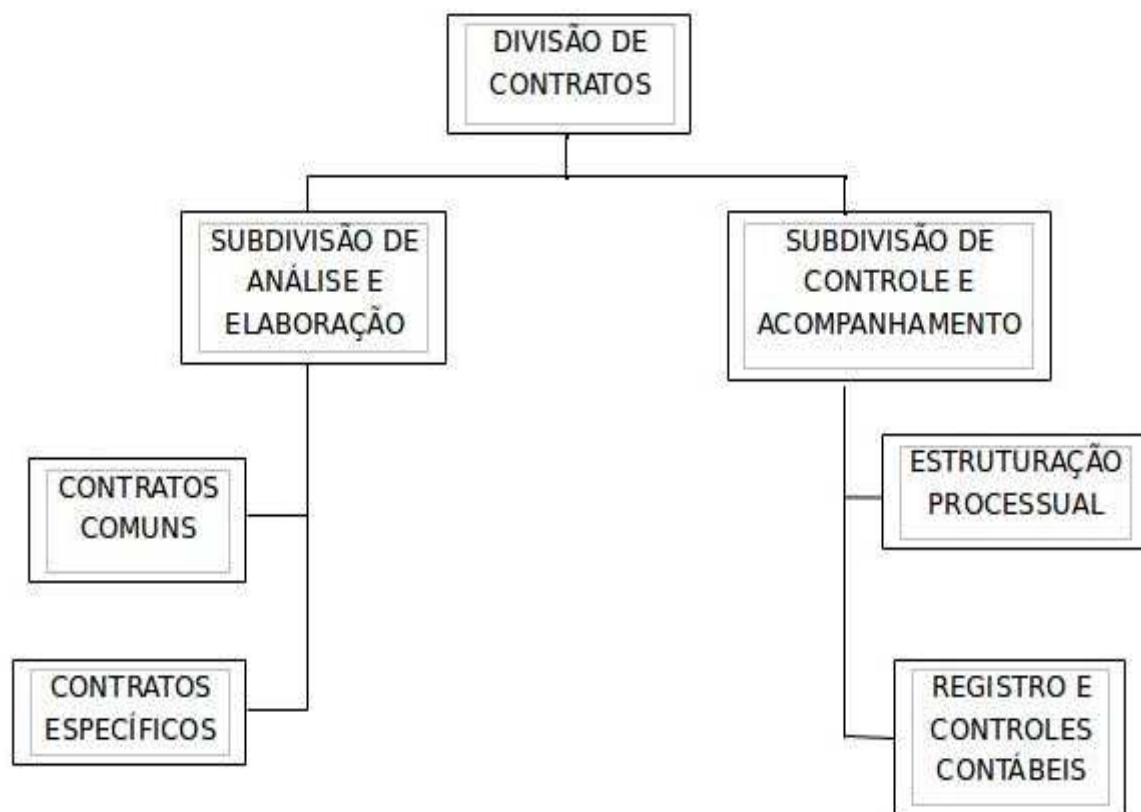 DIVISÃO DE
CONTRATOS
SUBDIVISÃO DE
ANÁLISE E
ELABORAÇÃO
SUBDIVISÃO DE
CONTROLE E
ACOMPANHAMENTO
CONTRATOS
COMUNS
ESTRUTURAÇÃO
PROCESSUAL
CONTRATOS
ESPECÍFICOS
REGISTRO E
CONTROLES
CONTÁBEIS